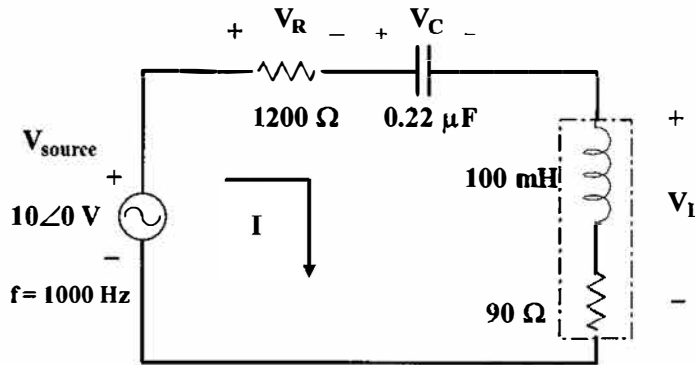 + V_R − + V_C −
1200 Ω 0.22 μF
V_source
+
10∠0 V
−
f = 1000 Hz
I
100 mH
90 Ω
+
V_L
−